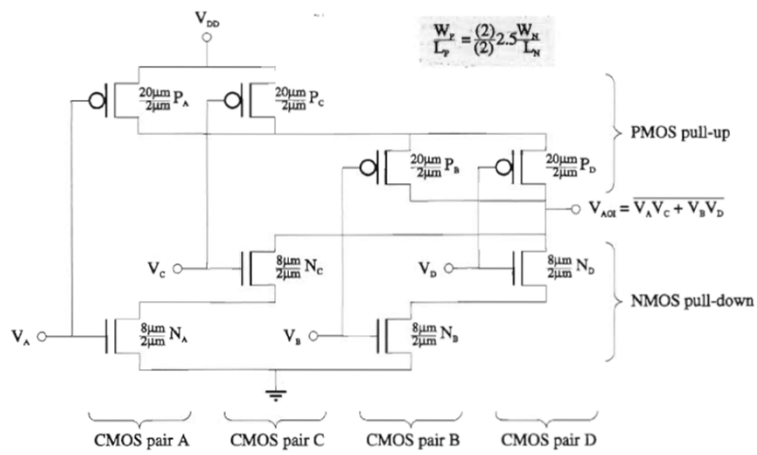 V_DD
W_P/L_P = (2)/(2) 2.5 W_N/L_N
20μm/2μm P_A
20μm/2μm P_C
PMOS pull-up
20μm/2μm P_B
20μm/2μm P_D
V_AOI = \overline{V_A V_C + V_B V_D}
V_C
8μm/2μm N_C
V_D
8μm/2μm N_D
NMOS pull-down
V_A
8μm/2μm N_A
V_B
8μm/2μm N_B
CMOS pair A
CMOS pair C
CMOS pair B
CMOS pair D